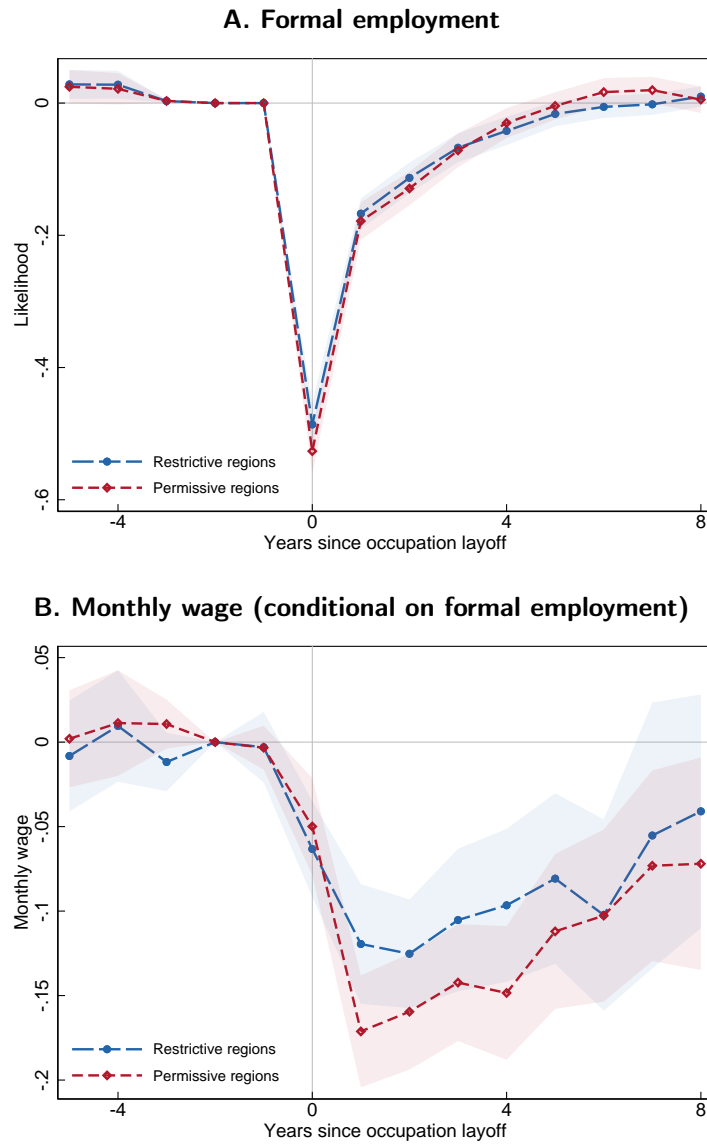 A. Formal employment
0
-.2
-.4
-.6
Likelihood
Restrictive regions
Permissive regions
-4
0
4
8
Years since occupation layoff
B. Monthly wage (conditional on formal employment)
.05
0
-.05
-.1
-.15
-.2
Monthly wage
Restrictive regions
Permissive regions
-4
0
4
8
Years since occupation layoff